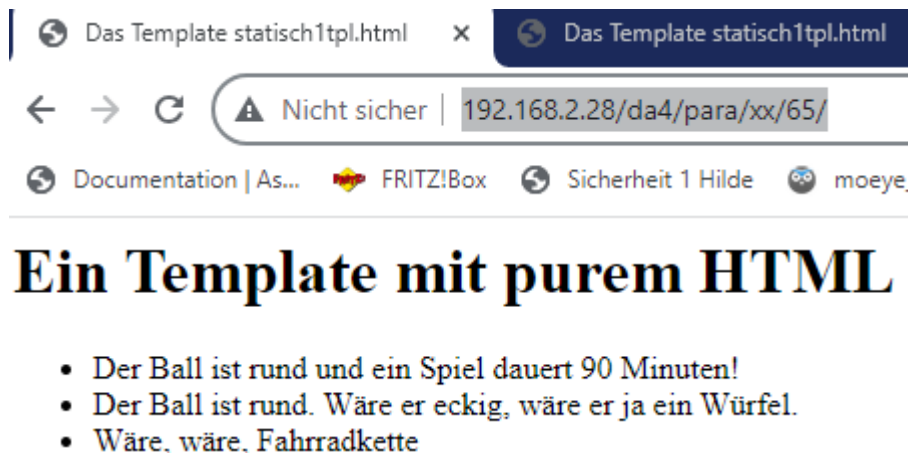 Das Template statisch1tpl.html × Das Template statisch1tpl.html
Nicht sicher | 192.168.2.28/da4/para/xx/65/
Documentation | As... FRITZ!Box Sicherheit 1 Hilde moeye_
Ein Template mit purem HTML
• Der Ball ist rund und ein Spiel dauert 90 Minuten!
• Der Ball ist rund. Wäre er eckig, wäre er ja ein Würfel.
• Wäre, wäre, Fahrradkette